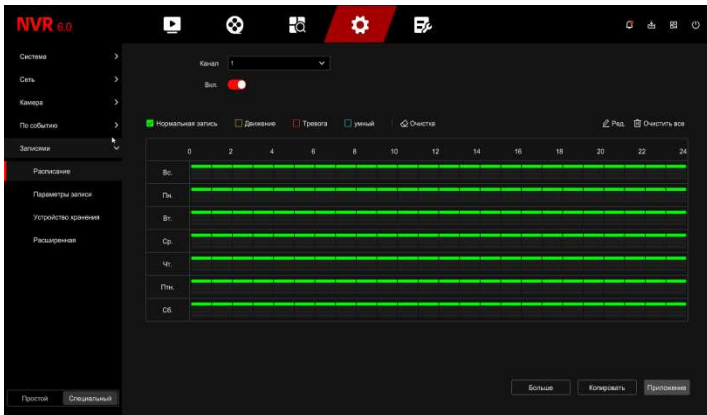 NVR 6.0
Система
Сеть
Камера
По событию
Записями
Расписание
Параметры записи
Устройство хранения
Расширенная
Простой Специальный
Канал 1
Вкл.
Нормальная запись Движение Тревога умный Очистка Ред. Очистить все
0 2 4 6 8 10 12 14 16 18 20 22 24
Вс.
Пн.
Вт.
Ср.
Чт.
Птн.
Сб.
Больше Копировать Приложение